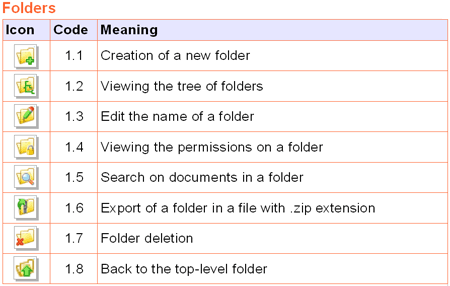 Folders
Icon Code Meaning
1.1 Creation of a new folder
1.2 Viewing the tree of folders
1.3 Edit the name of a folder
1.4 Viewing the permissions on a folder
1.5 Search on documents in a folder
1.6 Export of a folder in a file with .zip extension
1.7 Folder deletion
1.8 Back to the top-level folder